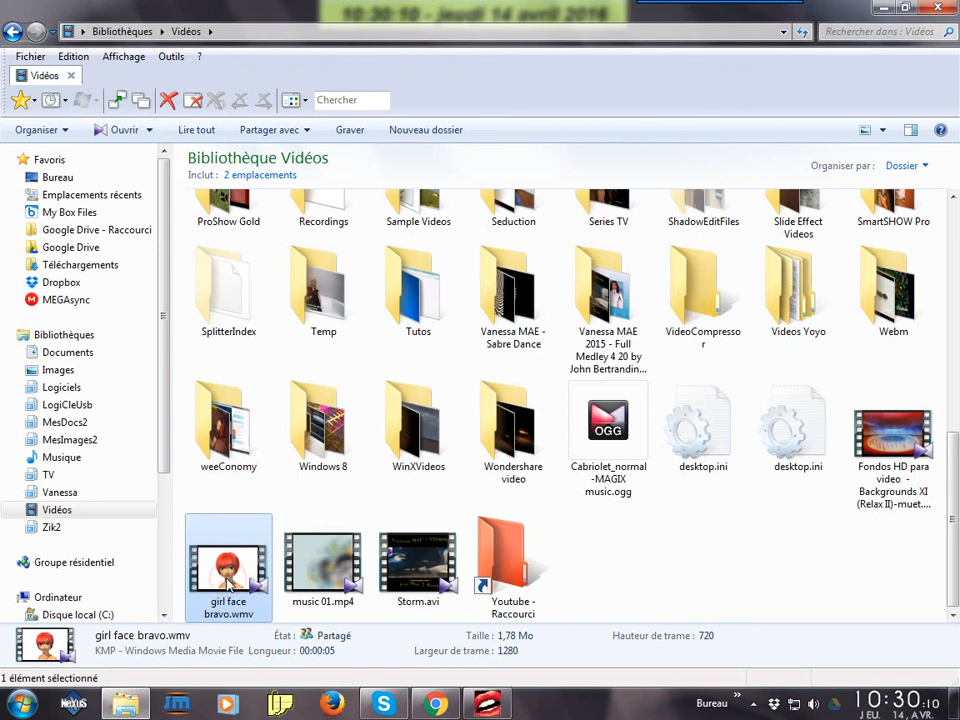 10:30:10 - jeudi 14 avril 2016
Bibliothèques
Vidéos
Rechercher dans : Vidéos
Fichier
Edition
Affichage
Outils
?
Vidéos
Chercher
Organiser
Ouvrir
Lire tout
Partager avec
Graver
Nouveau dossier
Favoris
Bureau
Emplacements récents
My Box Files
Google Drive - Raccourci
Google Drive
Téléchargements
Dropbox
MEGAsync
Bibliothèques
Documents
Images
Logiciels
LogiCleUsb
MesDocs2
MesImages2
Musique
TV
Vanessa
Vidéos
Zik2
Groupe résidentiel
Ordinateur
Disque local (C:)
Bibliothèque Vidéos
Inclut : 2 emplacements
Organiser par :
Dossier
ProShow Gold
Recordings
Sample Videos
Seduction
Series TV
ShadowEditFiles
Slide Effect
Videos
SmartSHOW Pro
SplitterIndex
Temp
Tutos
Vanessa MAE -
Sabre Dance
Vanessa MAE
2015 - Full
Medley 4 20 by
John Bertrandin...
VideoCompresso
r
Videos Yoyo
Webm
weeConomy
Windows 8
WinXVideos
Wondershare
video
OGG
Cabriolet_normal
-MAGIX
music.ogg
desktop.ini
desktop.ini
Fondos HD para
video -
Backgrounds XI
(Relax II)-muet....
girl face
bravo.wmv
music 01.mp4
Storm.avi
Youtube -
Raccourci
girl face bravo.wmv
KMP - Windows Media Movie File
État :
Partagé
Longueur : 00:00:05
Taille : 1,78 Mo
Largeur de trame : 1280
Hauteur de trame : 720
1 élément sélectionné
NEXUS
Bureau
10:30:10
JEU. 14, AVR.